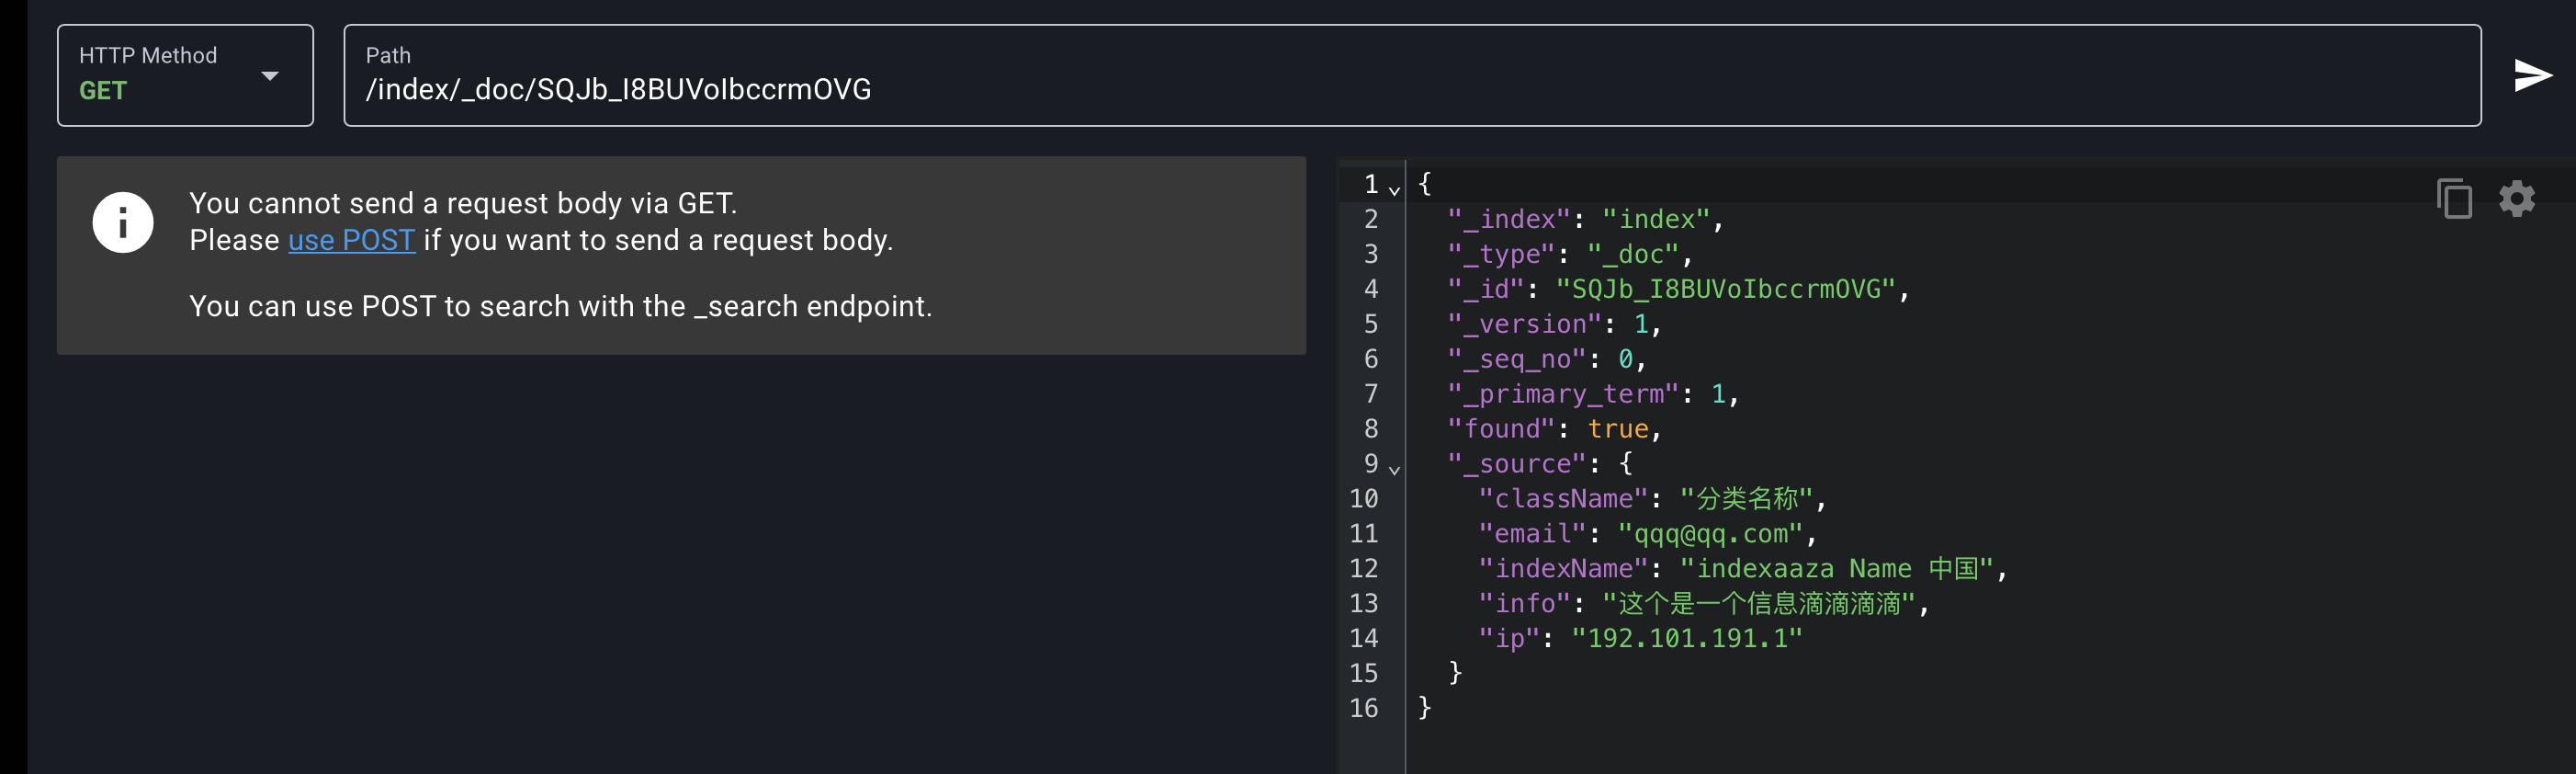 HTTP Method
GET
Path
/index/_doc/SQJb_I8BUVoIbccrmOVG
You cannot send a request body via GET.
Please use POST if you want to send a request body.
You can use POST to search with the _search endpoint.
1 {
2 "_index": "index",
3 "_type": "_doc",
4 "_id": "SQJb_I8BUVoIbccrmOVG",
5 "_version": 1,
6 "_seq_no": 0,
7 "_primary_term": 1,
8 "found": true,
9 "_source": {
10 "className": "分类名称",
11 "email": "qqq@qq.com",
12 "indexName": "indexaaza Name 中国",
13 "info": "这个是一个信息滴滴滴滴",
14 "ip": "192.101.191.1"
15 }
16 }